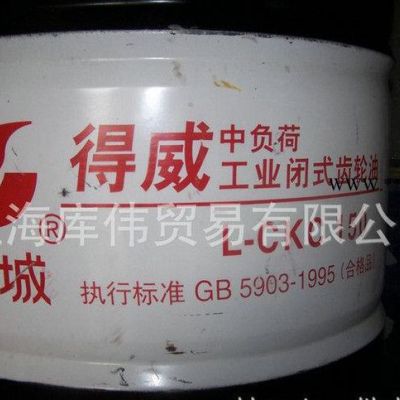 得威
中负荷
工业闭式齿轮油
L-CKC 150
海库伟贸易有限公
®
城
执行标准 GB 5903-1995 (合格品)